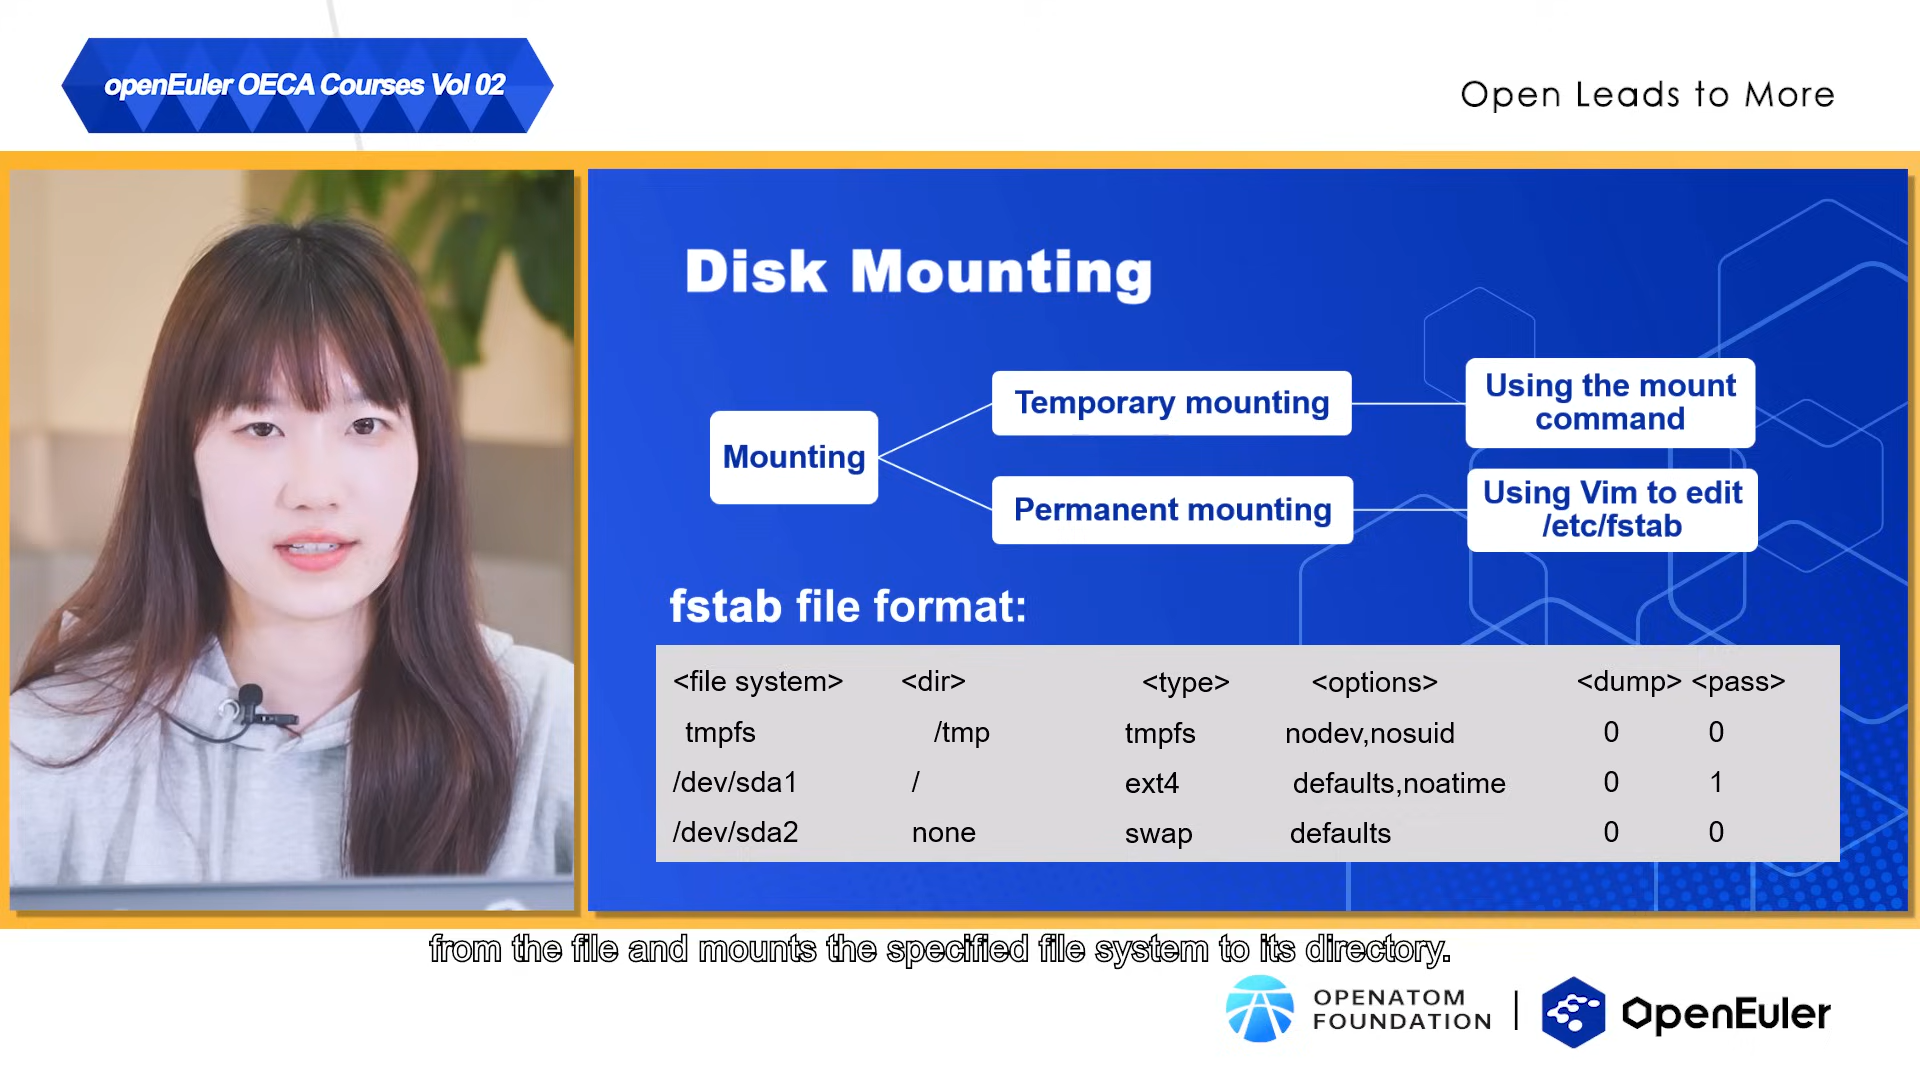 openEuler OECA Courses Vol 02
Open Leads to More
Disk Mounting
Mounting
Temporary mounting
Using the mount
command
Permanent mounting
Using Vim to edit
/etc/fstab
fstab file format:
<file system> <dir> <type> <options> <dump> <pass>
tmpfs /tmp tmpfs nodev,nosuid 0 0
/dev/sda1 / ext4 defaults,noatime 0 1
/dev/sda2 none swap defaults 0 0
from the file and mounts the specified file system to its directory.
OPENATOM
FOUNDATION
OpenEuler